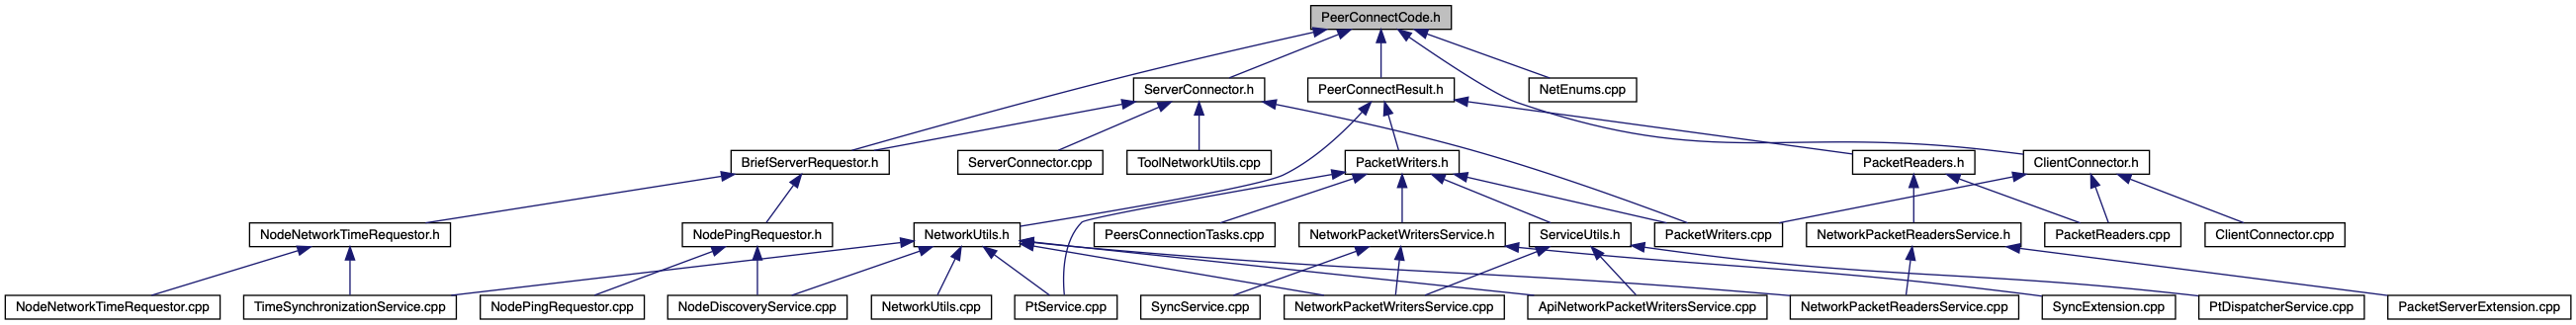 PeerConnectCode.h
ServerConnector.h
PeerConnectResult.h
NetEnums.cpp
BriefServerRequestor.h
ServerConnector.cpp
ToolNetworkUtils.cpp
PacketWriters.h
PacketReaders.h
ClientConnector.h
NodeNetworkTimeRequestor.h
NodePingRequestor.h
NetworkUtils.h
PeersConnectionTasks.cpp
NetworkPacketWritersService.h
ServiceUtils.h
PacketWriters.cpp
NetworkPacketReadersService.h
PacketReaders.cpp
ClientConnector.cpp
NodeNetworkTimeRequestor.cpp
TimeSynchronizationService.cpp
NodePingRequestor.cpp
NodeDiscoveryService.cpp
NetworkUtils.cpp
PtService.cpp
SyncService.cpp
NetworkPacketWritersService.cpp
ApiNetworkPacketWritersService.cpp
NetworkPacketReadersService.cpp
SyncExtension.cpp
PtDispatcherService.cpp
PacketServerExtension.cpp